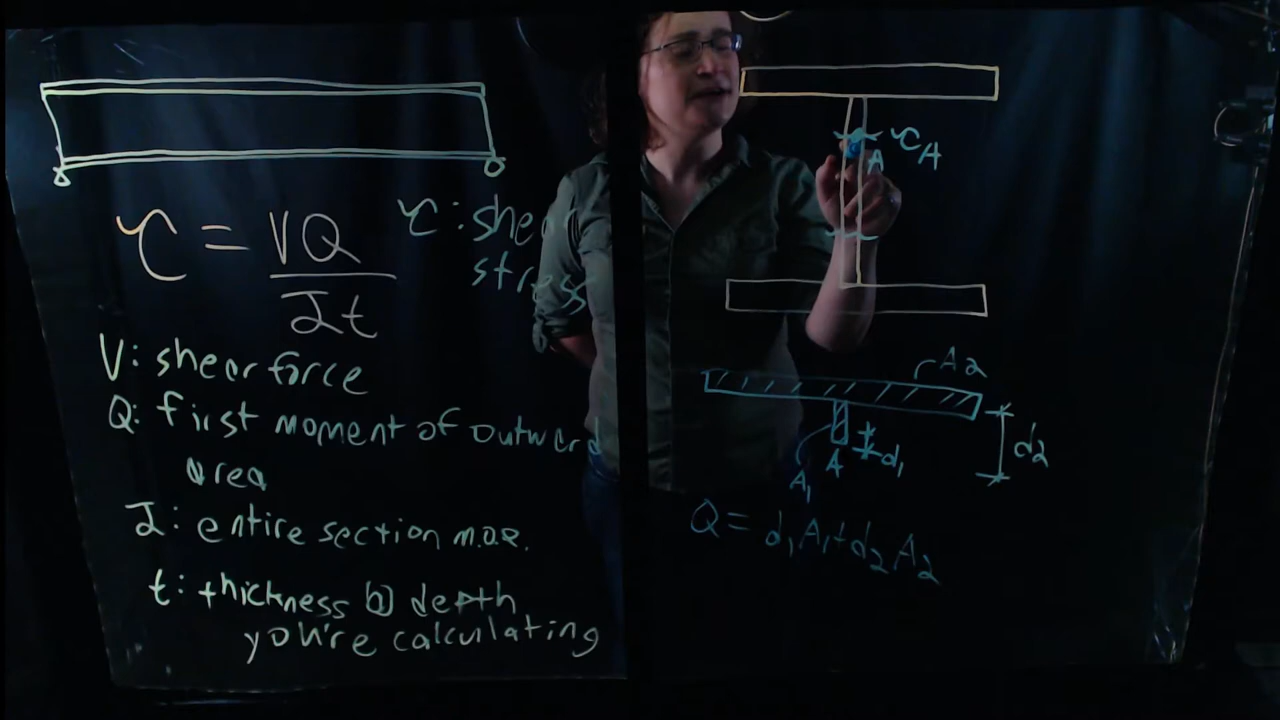 τ = VQ
It
τ: shear
stress
V: shear force
Q: first moment of outward
area
I: entire section m.o.I.
t: thickness @ depth
you're calculating
τA
A
A2
d2
d1
A
A1
Q = d1A1+d2A2